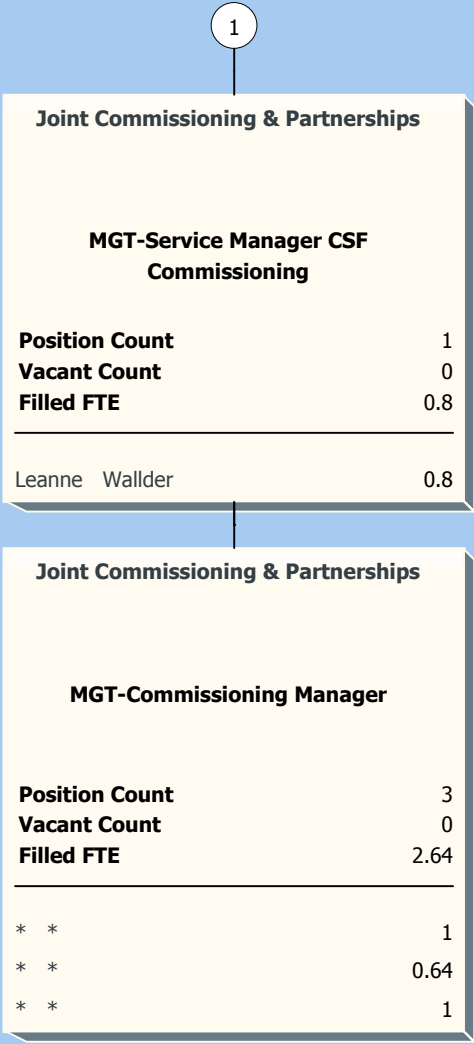 1
Joint Commissioning & Partnerships
MGT-Service Manager CSF
Commissioning
Position Count 1
Vacant Count 0
Filled FTE 0.8
Leanne Wallder 0.8
Joint Commissioning & Partnerships
MGT-Commissioning Manager
Position Count 3
Vacant Count 0
Filled FTE 2.64
* * 1
* * 0.64
* * 1